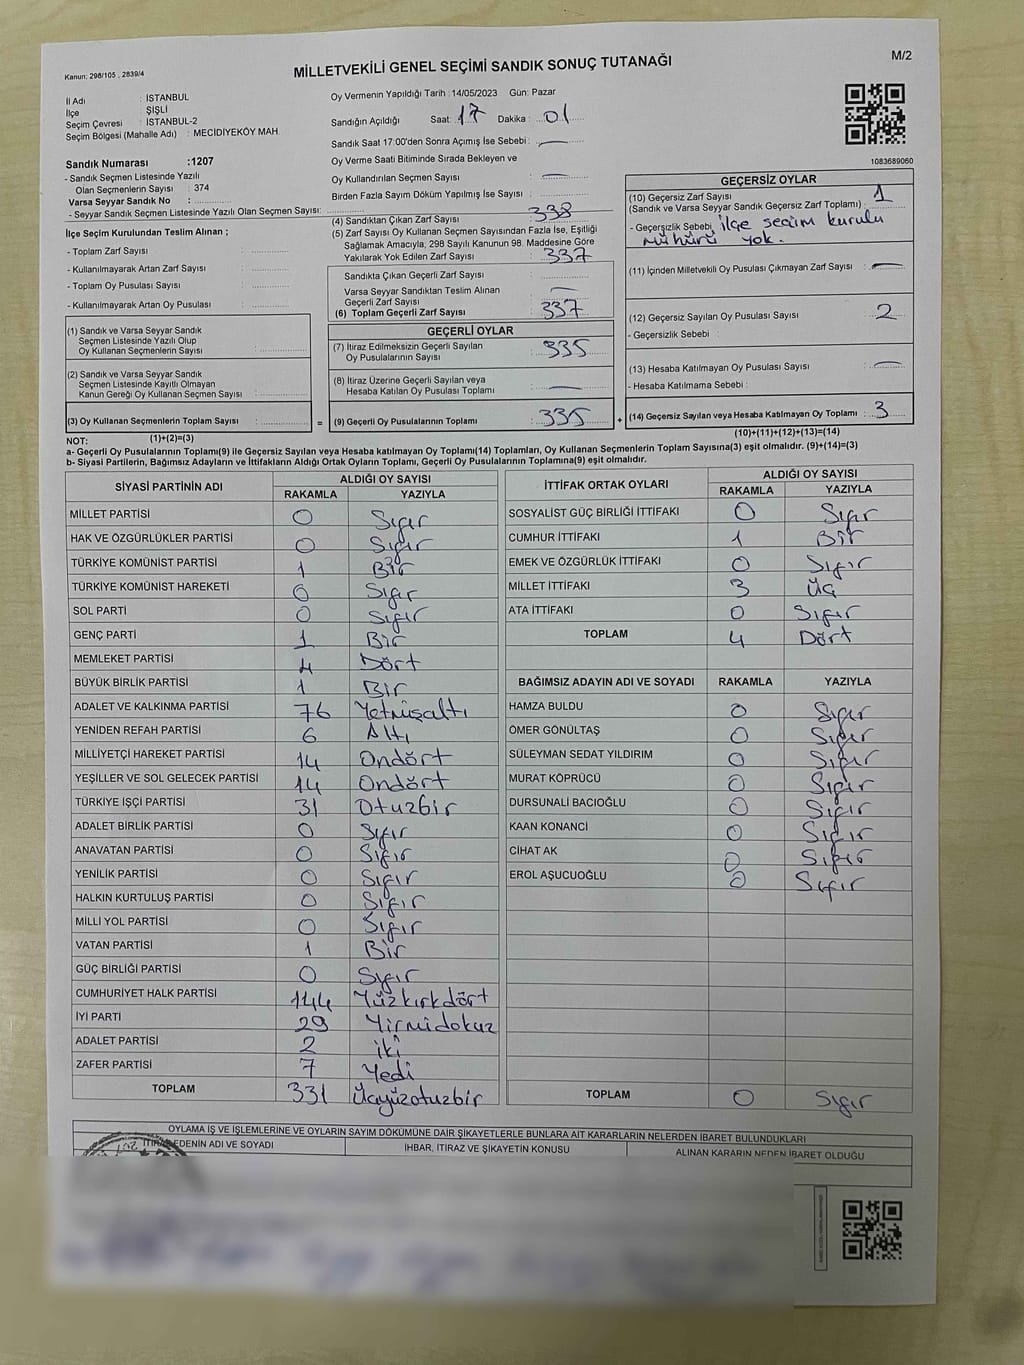 Kanun: 298/105 , 2839/4
MİLLETVEKİLİ GENEL SEÇİMİ SANDIK SONUÇ TUTANAĞI
M/2
İl Adı : İSTANBUL
İlçe ŞİŞLİ
Seçim Çevresi : İSTANBUL-2
Seçim Bölgesi (Mahalle Adı) : MECİDİYEKÖY MAH.
Sandık Numarası :1207
- Sandık Seçmen Listesinde Yazılı
Olan Seçmenlerin Sayısı : 374
Varsa Seyyar Sandık No :
- Seyyar Sandık Seçmen Listesinde Yazılı Olan Seçmen Sayısı:
İlçe Seçim Kurulundan Teslim Alınan ;
- Toplam Zarf Sayısı :
- Kullanılmayarak Artan Zarf Sayısı :
- Toplam Oy Pusulası Sayısı :
- Kullanılmayarak Artan Oy Pusulası :
(1) Sandık ve Varsa Seyyar Sandık
Seçmen Listesinde Yazılı Olup
Oy Kullanan Seçmenlerin Sayısı :
(2) Sandık ve Varsa Seyyar Sandık
Seçmen Listesinde Kayıtlı Olmayan
Kanun Gereği Oy Kullanan Seçmen Sayısı :
(3) Oy Kullanan Seçmenlerin Toplam Sayısı : =
(1)+(2)=(3)
Oy Vermenin Yapıldığı Tarih :14/05/2023 Gün: Pazar
Sandığın Açıldığı Saat: 17 Dakika : 01
Sandık Saat 17:00'den Sonra Açımış İse Sebebi : —
Oy Verme Saati Bitiminde Sırada Bekleyen ve
Oy Kullandırılan Seçmen Sayısı : —
Birden Fazla Sayım Döküm Yapılmış İse Sayısı :
(4) Sandıktan Çıkan Zarf Sayısı : 338
(5) Zarf Sayısı Oy Kullanan Seçmen Sayısından Fazla İse, Eşitliği
Sağlamak Amacıyla, 298 Sayılı Kanunun 98. Maddesine Göre
Yakılarak Yok Edilen Zarf Sayısı : 337
Sandıkta Çıkan Geçerli Zarf Sayısı :
Varsa Seyyar Sandıktan Teslim Alınan
Geçerli Zarf Sayısı : —
(6) Toplam Geçerli Zarf Sayısı : 337
GEÇERLİ OYLAR
(7) İtiraz Edilmeksizin Geçerli Sayılan
Oy Pusulalarının Sayısı : 335
(8) İtiraz Üzerine Geçerli Sayılan veya
Hesaba Katılan Oy Pusulası Toplamı : —
(9) Geçerli Oy Pusulalarının Toplamı : 335 +
1083689060
GEÇERSİZ OYLAR
(10) Geçersiz Zarf Sayısı
(Sandık ve Varsa Seyyar Sandık Geçersiz Zarf Toplamı) : 1
- Geçersizlik Sebebi ilçe seçim kurulu
mühürü yok.
(11) İçinden Milletvekili Oy Pusulası Çıkmayan Zarf Sayısı : —
(12) Geçersiz Sayılan Oy Pusulası Sayısı : 2
- Geçersizlik Sebebi :
(13) Hesaba Katılmayan Oy Pusulası Sayısı : —
- Hesaba Katılmama Sebebi :
(14) Geçersiz Sayılan veya Hesaba Katılmayan Oy Toplamı : 3
(10)+(11)+(12)+(13)=(14)
NOT:
a- Geçerli Oy Pusulalarının Toplamı(9) ile Geçersiz Sayılan veya Hesaba katılmayan Oy Toplamı(14) Toplamları, Oy Kullanan Seçmenlerin Toplam Sayısına(3) eşit olmalıdır. (9)+(14)=(3)
b- Siyasi Partilerin, Bağımsız Adayların ve İttifakların Aldığı Ortak Oyların Toplamı, Geçerli Oy Pusulalarının Toplamına(9) eşit olmalıdır.
SİYASİ PARTİNİN ADI ALDIĞI OY SAYISI
RAKAMLA YAZIYLA
MİLLET PARTİSİ 0 Sıfır
HAK VE ÖZGÜRLÜKLER PARTİSİ 0 Sıfır
TÜRKİYE KOMÜNİST PARTİSİ 1 Bir
TÜRKİYE KOMÜNİST HAREKETİ 0 Sıfır
SOL PARTİ 0 Sıfır
GENÇ PARTİ 1 Bir
MEMLEKET PARTİSİ 4 Dört
BÜYÜK BİRLİK PARTİSİ 1 Bir
ADALET VE KALKINMA PARTİSİ 76 Yetmişaltı
YENİDEN REFAH PARTİSİ 6 Altı
MİLLİYETÇİ HAREKET PARTİSİ 14 Ondört
YEŞİLLER VE SOL GELECEK PARTİSİ 14 Ondört
TÜRKİYE İŞÇİ PARTİSİ 31 Otuzbir
ADALET BİRLİK PARTİSİ 0 Sıfır
ANAVATAN PARTİSİ 0 Sıfır
YENİLİK PARTİSİ 0 Sıfır
HALKIN KURTULUŞ PARTİSİ 0 Sıfır
MİLLİ YOL PARTİSİ 0 Sıfır
VATAN PARTİSİ 1 Bir
GÜÇ BİRLİĞİ PARTİSİ 0 Sıfır
CUMHURİYET HALK PARTİSİ 144 Yüzkırkdört
İYİ PARTİ 29 Yirmidokuz
ADALET PARTİSİ 2 iki
ZAFER PARTİSİ 7 Yedi
TOPLAM 331 Üçyüzotuzbir
İTTİFAK ORTAK OYLARI ALDIĞI OY SAYISI
RAKAMLA YAZIYLA
SOSYALİST GÜÇ BİRLİĞİ İTTİFAKI 0 Sıfır
CUMHUR İTTİFAKI 1 Bir
EMEK VE ÖZGÜRLÜK İTTİFAKI 0 Sıfır
MİLLET İTTİFAKI 3 Üç
ATA İTTİFAKI 0 Sıfır
TOPLAM 4 Dört
BAĞIMSIZ ADAYIN ADI VE SOYADI RAKAMLA YAZIYLA
HAMZA BULDU 0 Sıfır
ÖMER GÖNÜLTAŞ 0 Sıfır
SÜLEYMAN SEDAT YILDIRIM 0 Sıfır
MURAT KÖPRÜCÜ 0 Sıfır
DURSUNALİ BACIOĞLU 0 Sıfır
KAAN KONANCİ 0 Sıfır
CİHAT AK 0 Sıfır
EROL AŞUCUOĞLU 0 Sıfır
TOPLAM 0 Sıfır
OYLAMA İŞ VE İŞLEMLERİNE VE OYLARIN SAYIM DÖKÜMÜNE DAİR ŞİKAYETLERLE BUNLARA AİT KARARLARIN NELERDEN İBARET BULUNDUKLARI
İTİRAZ EDENİN ADI VE SOYADI İHBAR, İTİRAZ VE ŞİKAYETİN KONUSU ALINAN KARARIN NEDEN İBARET OLDUĞU